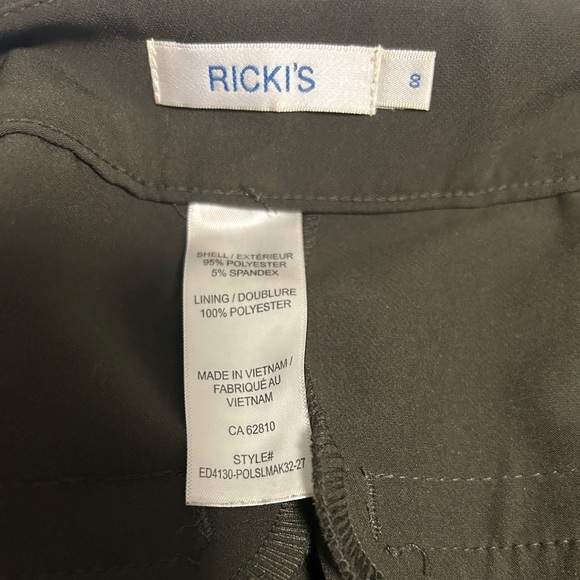 RICKI'S
8
SHELL / EXTÉRIEUR
95% POLYESTER
5% SPANDEX
LINING / DOUBLURE
100% POLYESTER
MADE IN VIETNAM /
FABRIQUÉ AU
VIETNAM
CA 62810
STYLE#
ED4130-POLSLMAK32-27